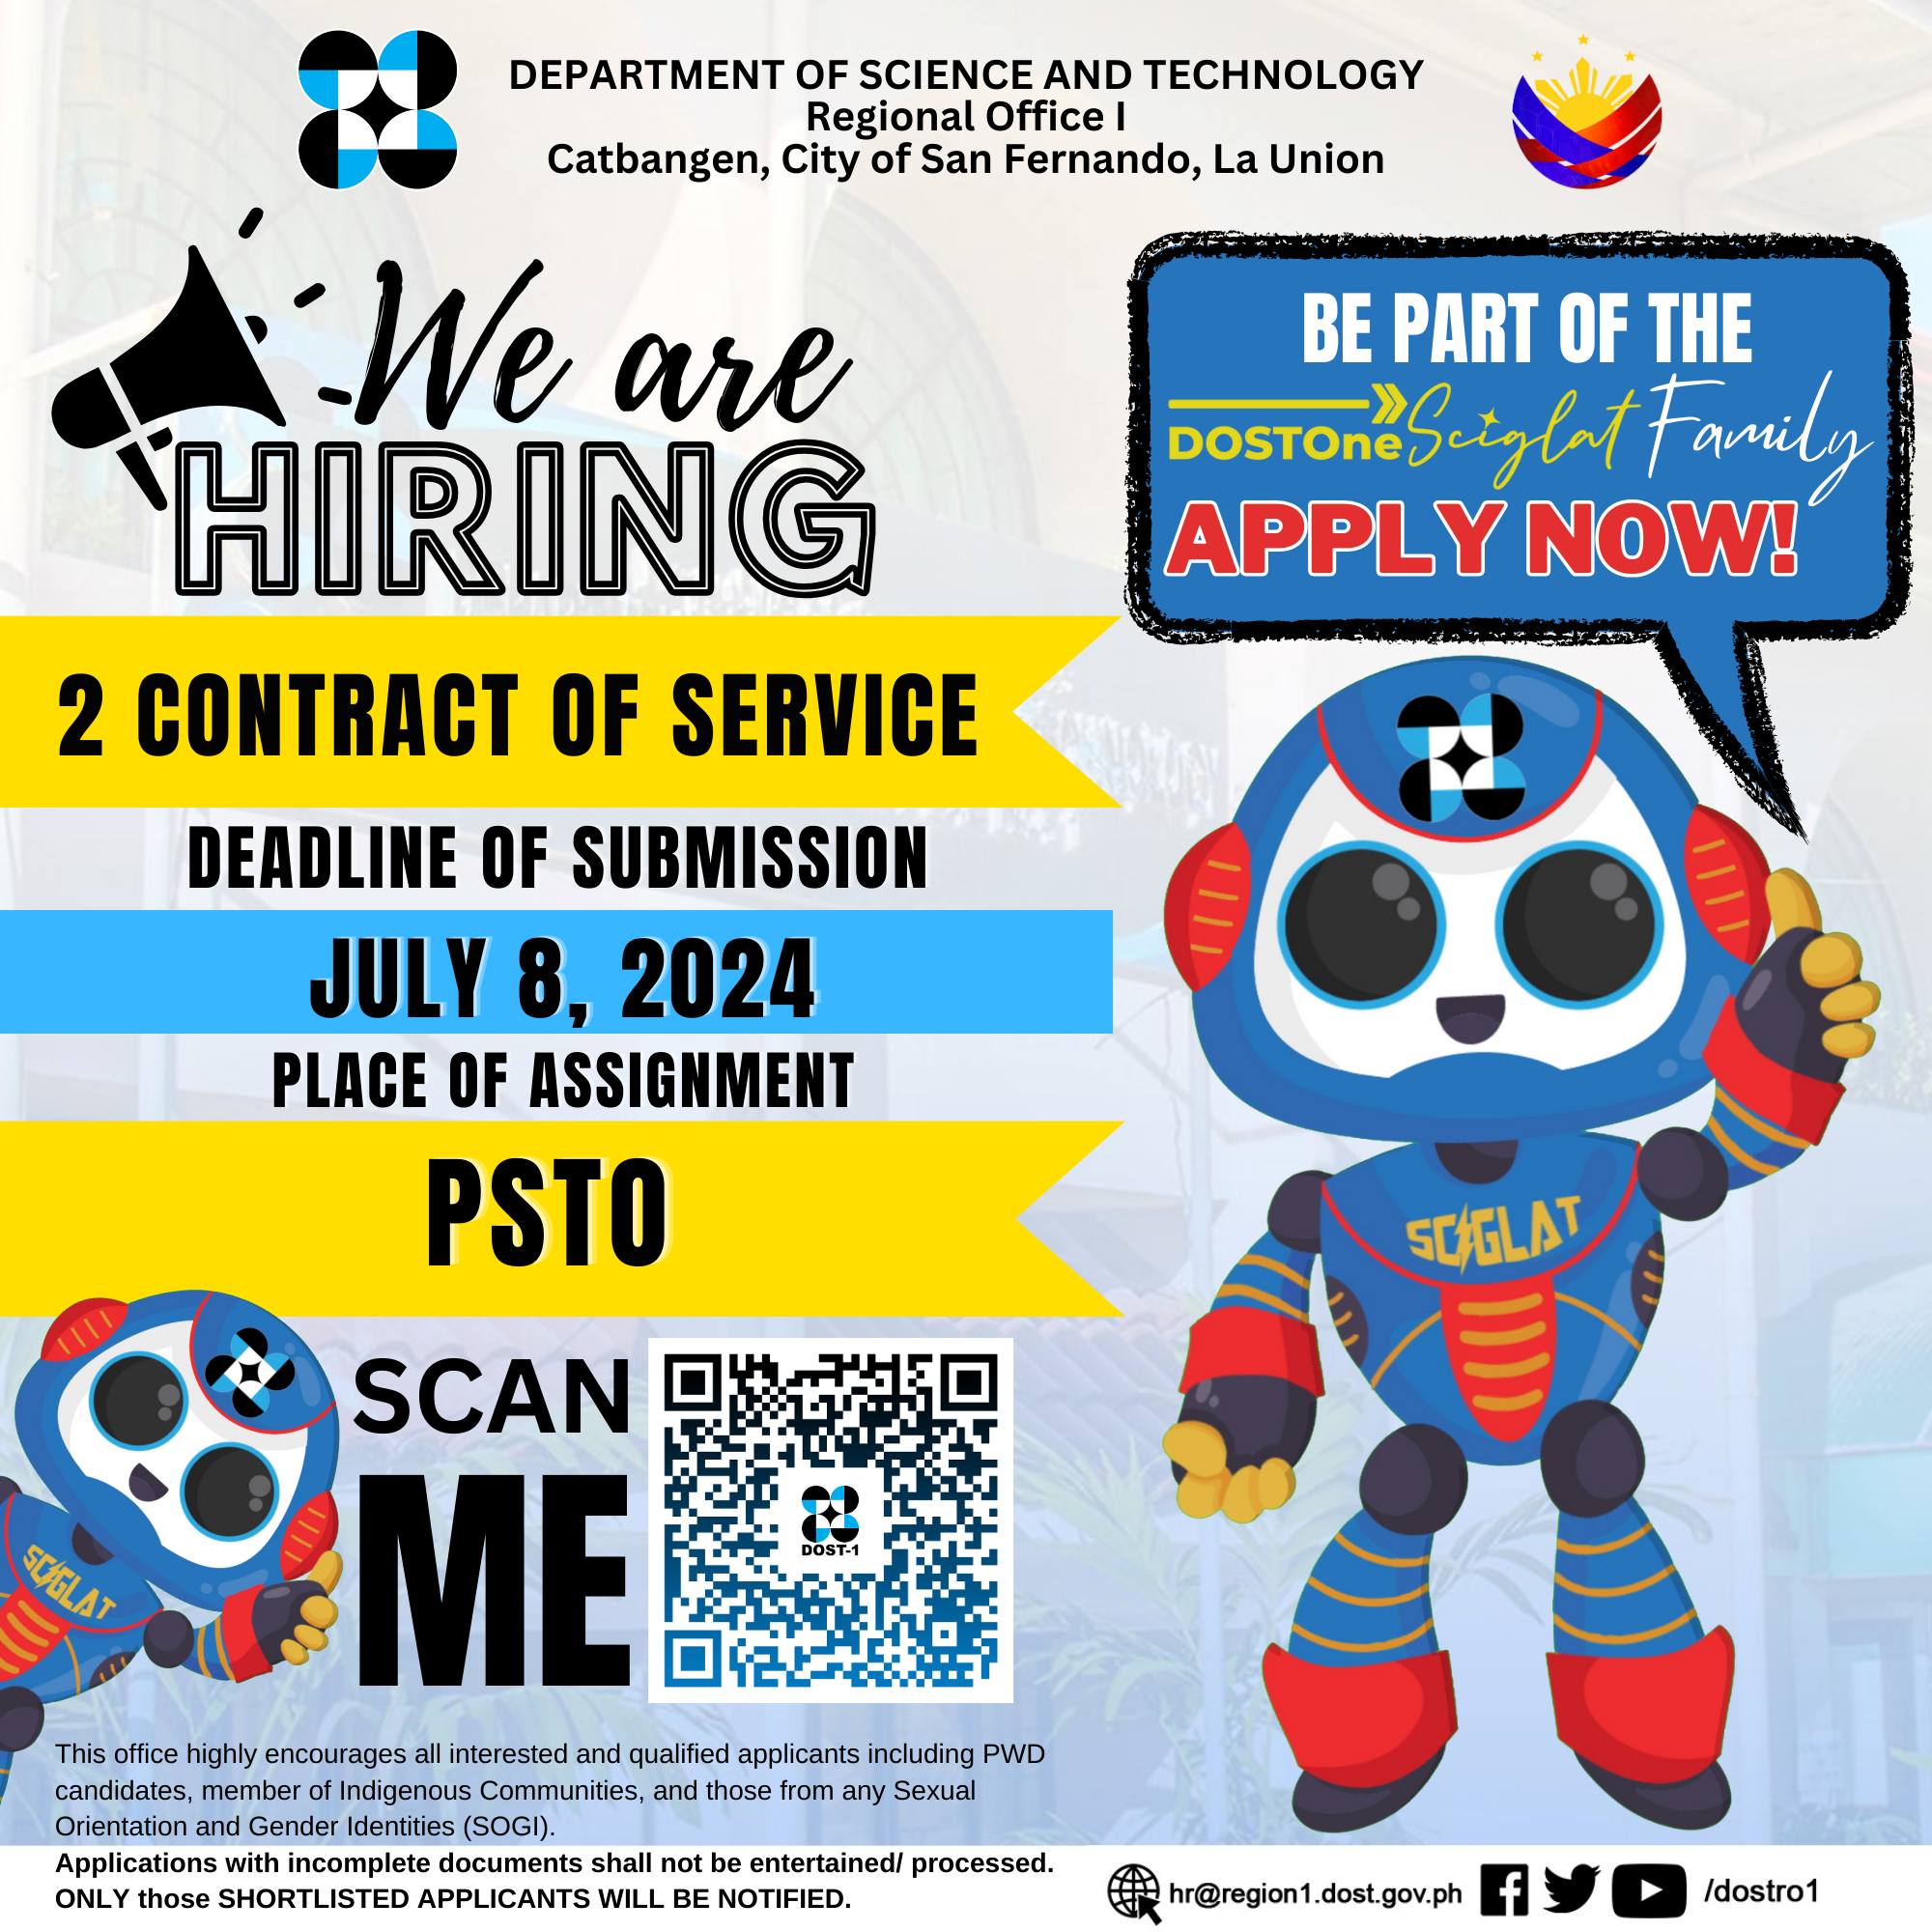 DEPARTMENT OF SCIENCE AND TECHNOLOGY
Regional Office I
Catbangen, City of San Fernando, La Union
We are
HIRING
BE PART OF THE
DOSTOne Sciglat Family
APPLY NOW!
2 CONTRACT OF SERVICE
DEADLINE OF SUBMISSION
JULY 8, 2024
PLACE OF ASSIGNMENT
PSTO
SCIGLAT
SCAN
ME
DOST-1
SCIGLAT
This office highly encourages all interested and qualified applicants including PWD
candidates, member of Indigenous Communities, and those from any Sexual
Orientation and Gender Identities (SOGI).
Applications with incomplete documents shall not be entertained/ processed.
ONLY those SHORTLISTED APPLICANTS WILL BE NOTIFIED.
hr@region1.dost.gov.ph
/dostro1